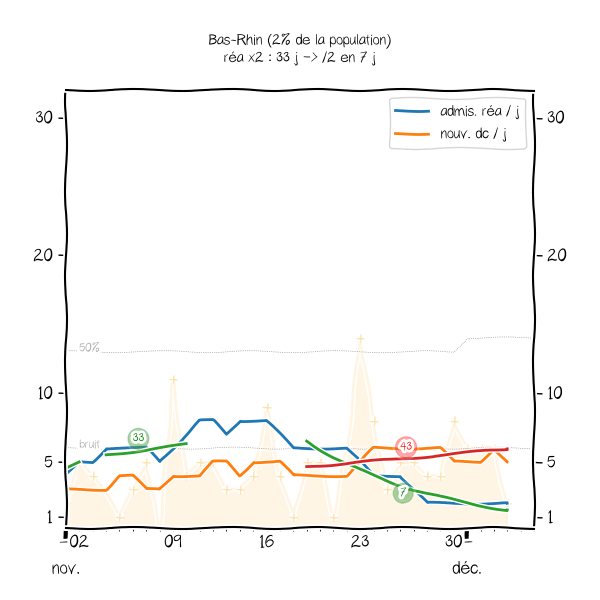 Bas-Rhin (2% de la population)
réa x2 : 33 j -> /2 en 7 j
admis. réa / j
nouv. dc / j
30
30
20
20
50%
10
10
33
bruit
43
5
5
7
1
1
02
09
16
23
30
nov.
déc.